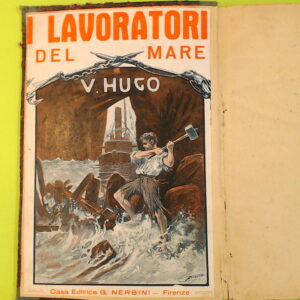 I LAVORATORI
DEL MARE
V. HUGO
Casa Editrice G. NERBINI — Firenze